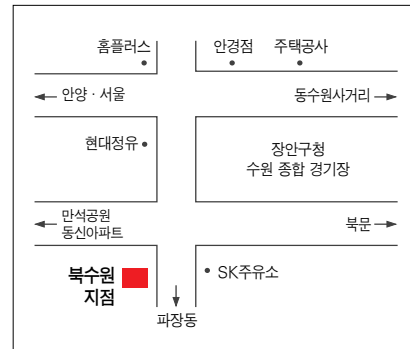 홈플러스
안경점
주택공사
← 안양 · 서울
동수원사거리 →
현대정유
장안구청
수원 종합 경기장
만석공원
동신아파트
북문
북수원
지점
SK주유소
파장동